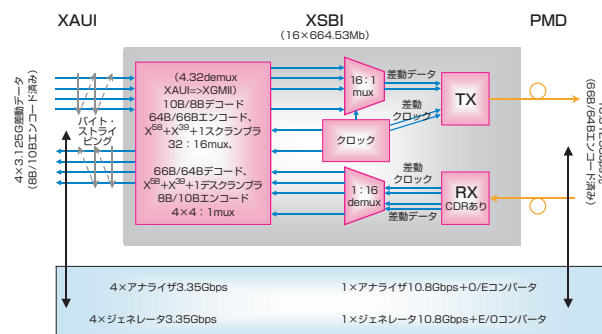 XAUI
XSBI
(16×664.53Mb)
PMD
4×3.125G差動データ
(8B/10Bエンコード済み)
バイト・
ストライ
ピング
(4.32demux
XAUI=>XGMII)
10B/8Bデコード
64B/66Bエンコード、
X⁵⁸+X³⁹+1スクランブラ
32：16mux、
66B/64Bデコード、
X⁵⁸+X³⁹+1デスクランブラ
8B/10Bエンコード
4×4：1mux
16：1
mux
差動データ
TX
クロック
差動
クロック
差動
クロック
1：16
demux
差動データ
RX
CDRあり
(66B/64Bエンコード済み)
4×アナライザ3.35Gbps
1×アナライザ10.8Gbps+O/Eコンバータ
4×ジェネレータ3.35Gbps
1×ジェネレータ10.8Gbps+E/Oコンバータ